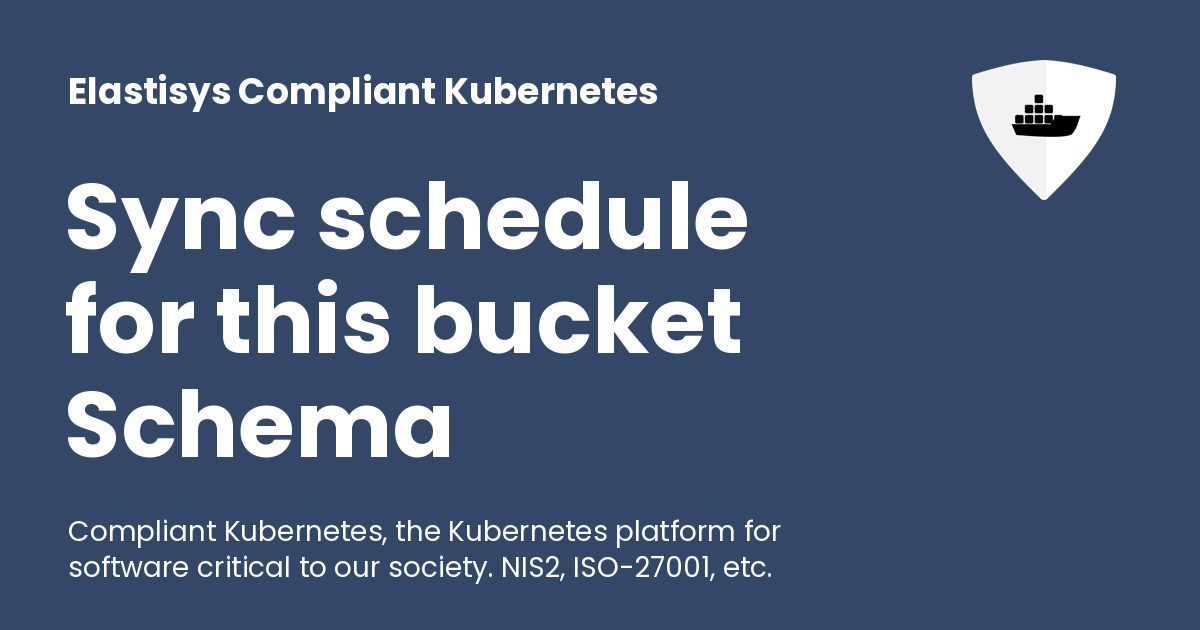 Elastisys Compliant Kubernetes
Sync schedule
for this bucket
Schema
Compliant Kubernetes, the Kubernetes platform for
software critical to our society. NIS2, ISO-27001, etc.